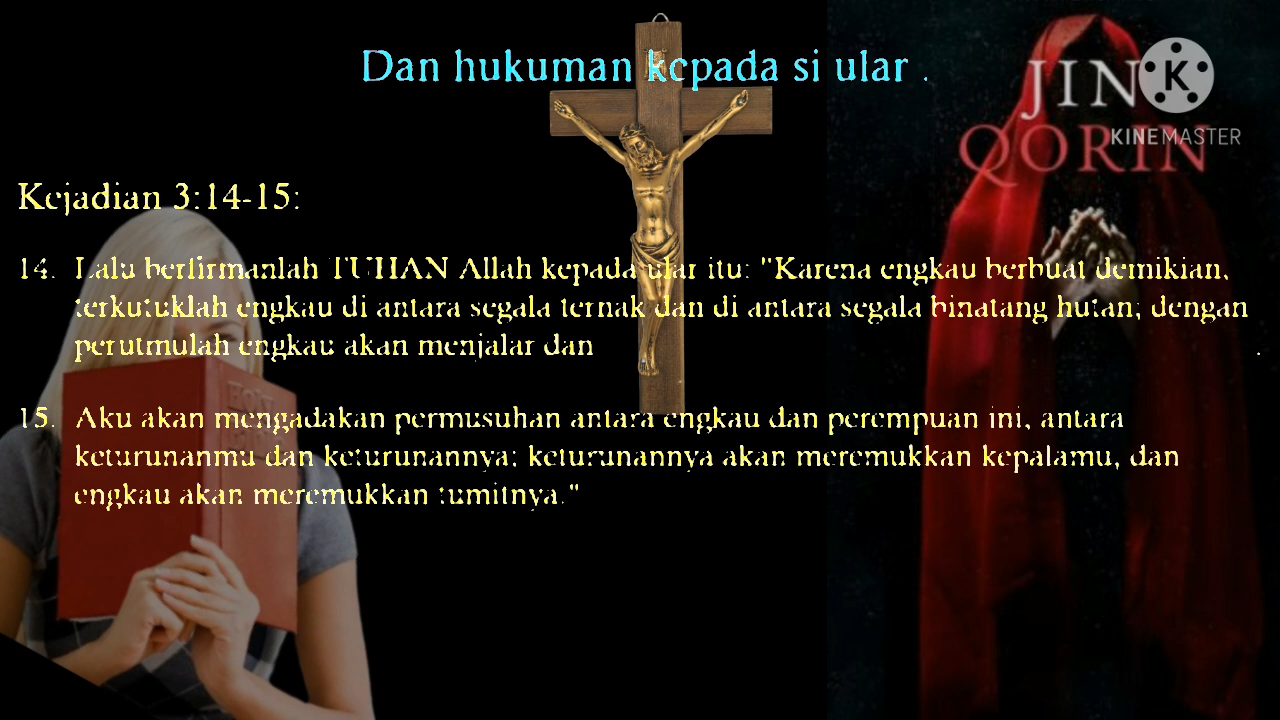 Dan hukuman kepada si ular .
JIN
QORIN
K
KINEMASTER
Kejadian 3:14-15:
14. Lalu berfirmanlah TUHAN Allah kepada ular itu: "Karena engkau berbuat demikian,
terkutuklah engkau di antara segala ternak dan di antara segala binatang hutan; dengan
perutmulah engkau akan menjalar dan .
15. Aku akan mengadakan permusuhan antara engkau dan perempuan ini, antara
keturunanmu dan keturunannya; keturunannya akan meremukkan kepalamu, dan
engkau akan meremukkan tumitnya."
HOLY